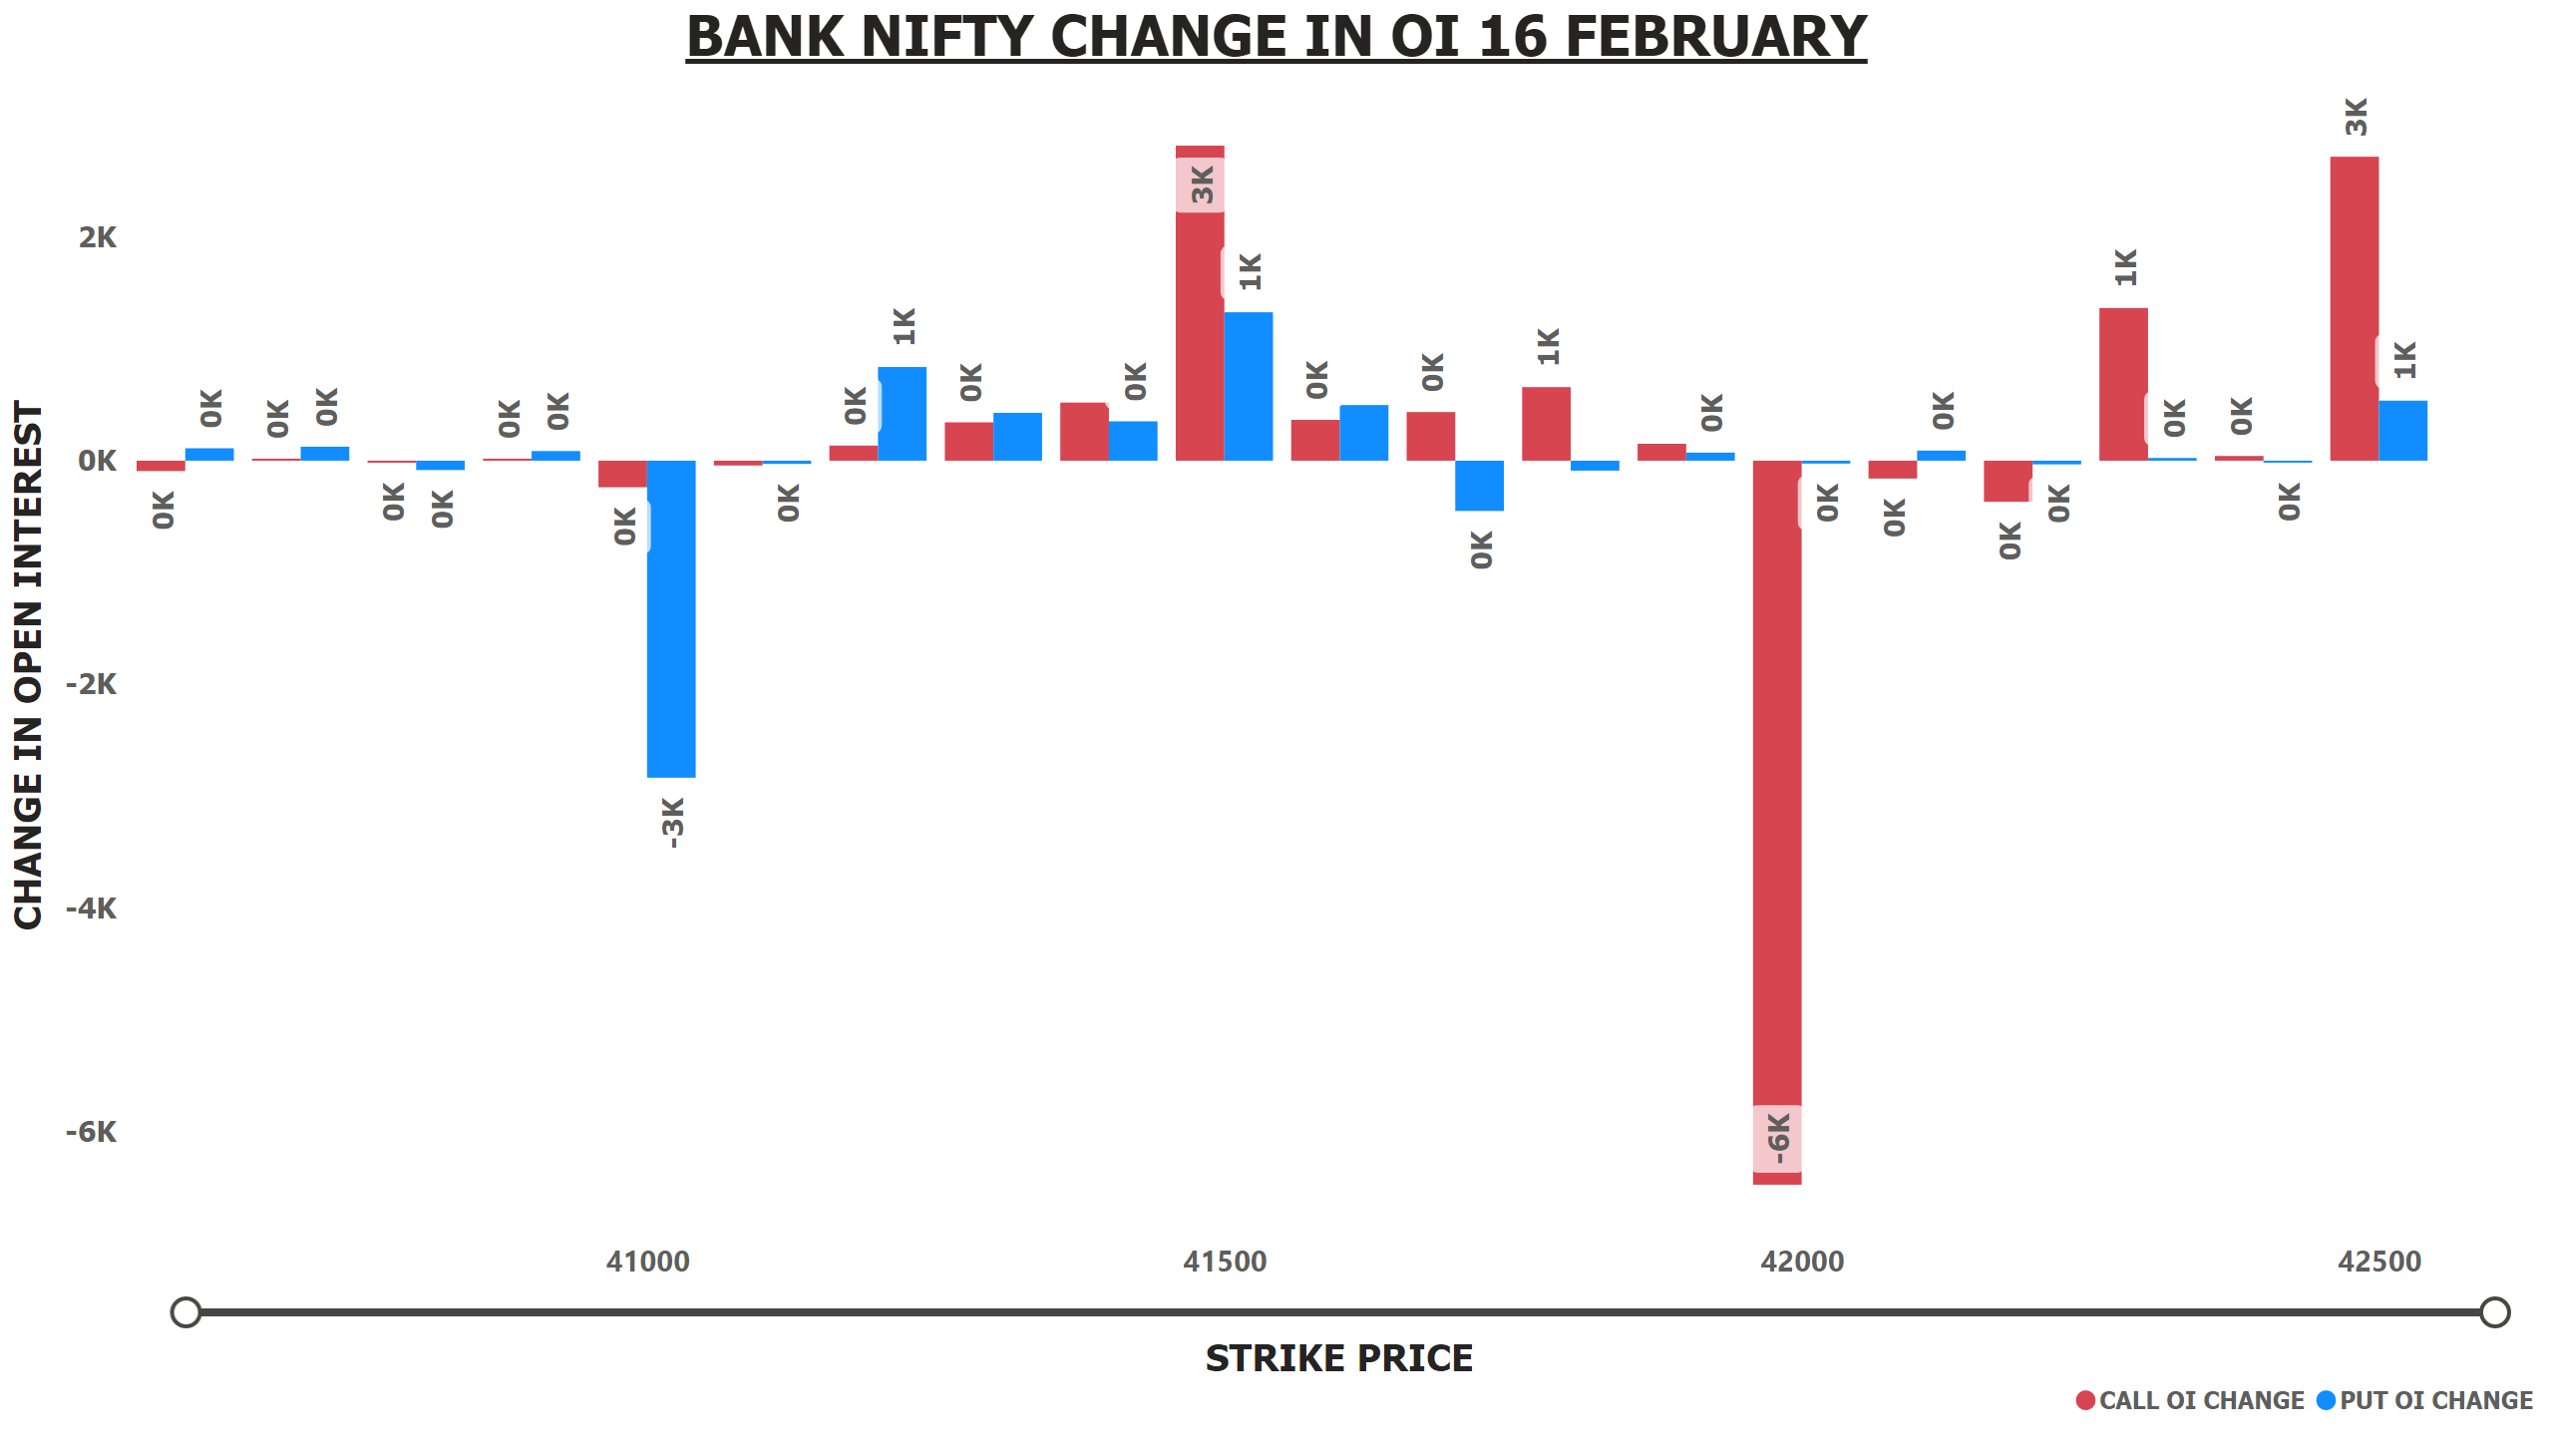 BANK NIFTY CHANGE IN OI 16 FEBRUARY
CHANGE IN OPEN INTEREST
2K
0K
-2K
-4K
-6K
0K
0K
0K
0K
0K
0K
0K
0K
0K
-3K
0K
0K
1K
0K
0K
3K
1K
0K
0K
0K
1K
0K
-6K
0K
0K
0K
0K
0K
1K
0K
0K
0K
3K
1K
41000 41500 42000 42500
STRIKE PRICE
CALL OI CHANGE PUT OI CHANGE